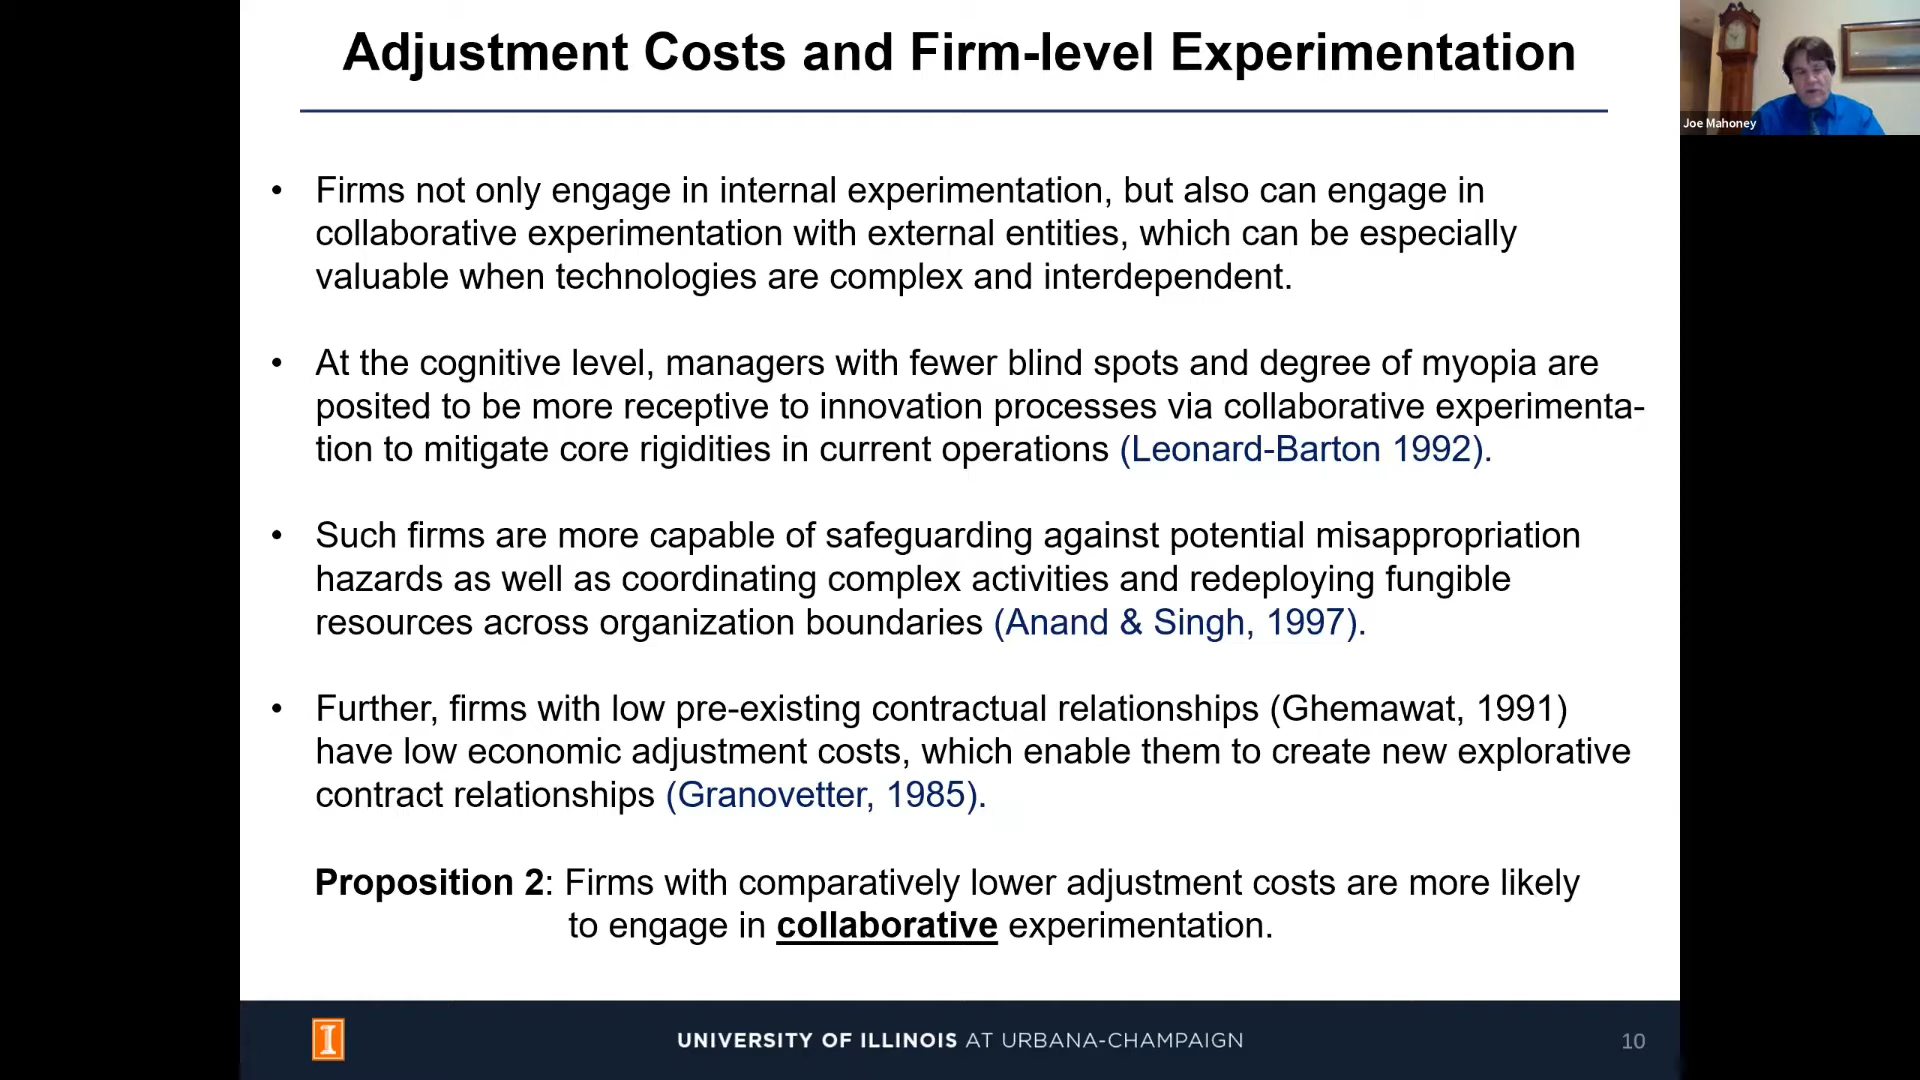 Adjustment Costs and Firm-level Experimentation
Joe Mahoney
• Firms not only engage in internal experimentation, but also can engage in
collaborative experimentation with external entities, which can be especially
valuable when technologies are complex and interdependent.
• At the cognitive level, managers with fewer blind spots and degree of myopia are
posited to be more receptive to innovation processes via collaborative experimenta-
tion to mitigate core rigidities in current operations (Leonard-Barton 1992).
• Such firms are more capable of safeguarding against potential misappropriation
hazards as well as coordinating complex activities and redeploying fungible
resources across organization boundaries (Anand & Singh, 1997).
• Further, firms with low pre-existing contractual relationships (Ghemawat, 1991)
have low economic adjustment costs, which enable them to create new explorative
contract relationships (Granovetter, 1985).
Proposition 2: Firms with comparatively lower adjustment costs are more likely
to engage in collaborative experimentation.
I
UNIVERSITY OF ILLINOIS AT URBANA-CHAMPAIGN
10